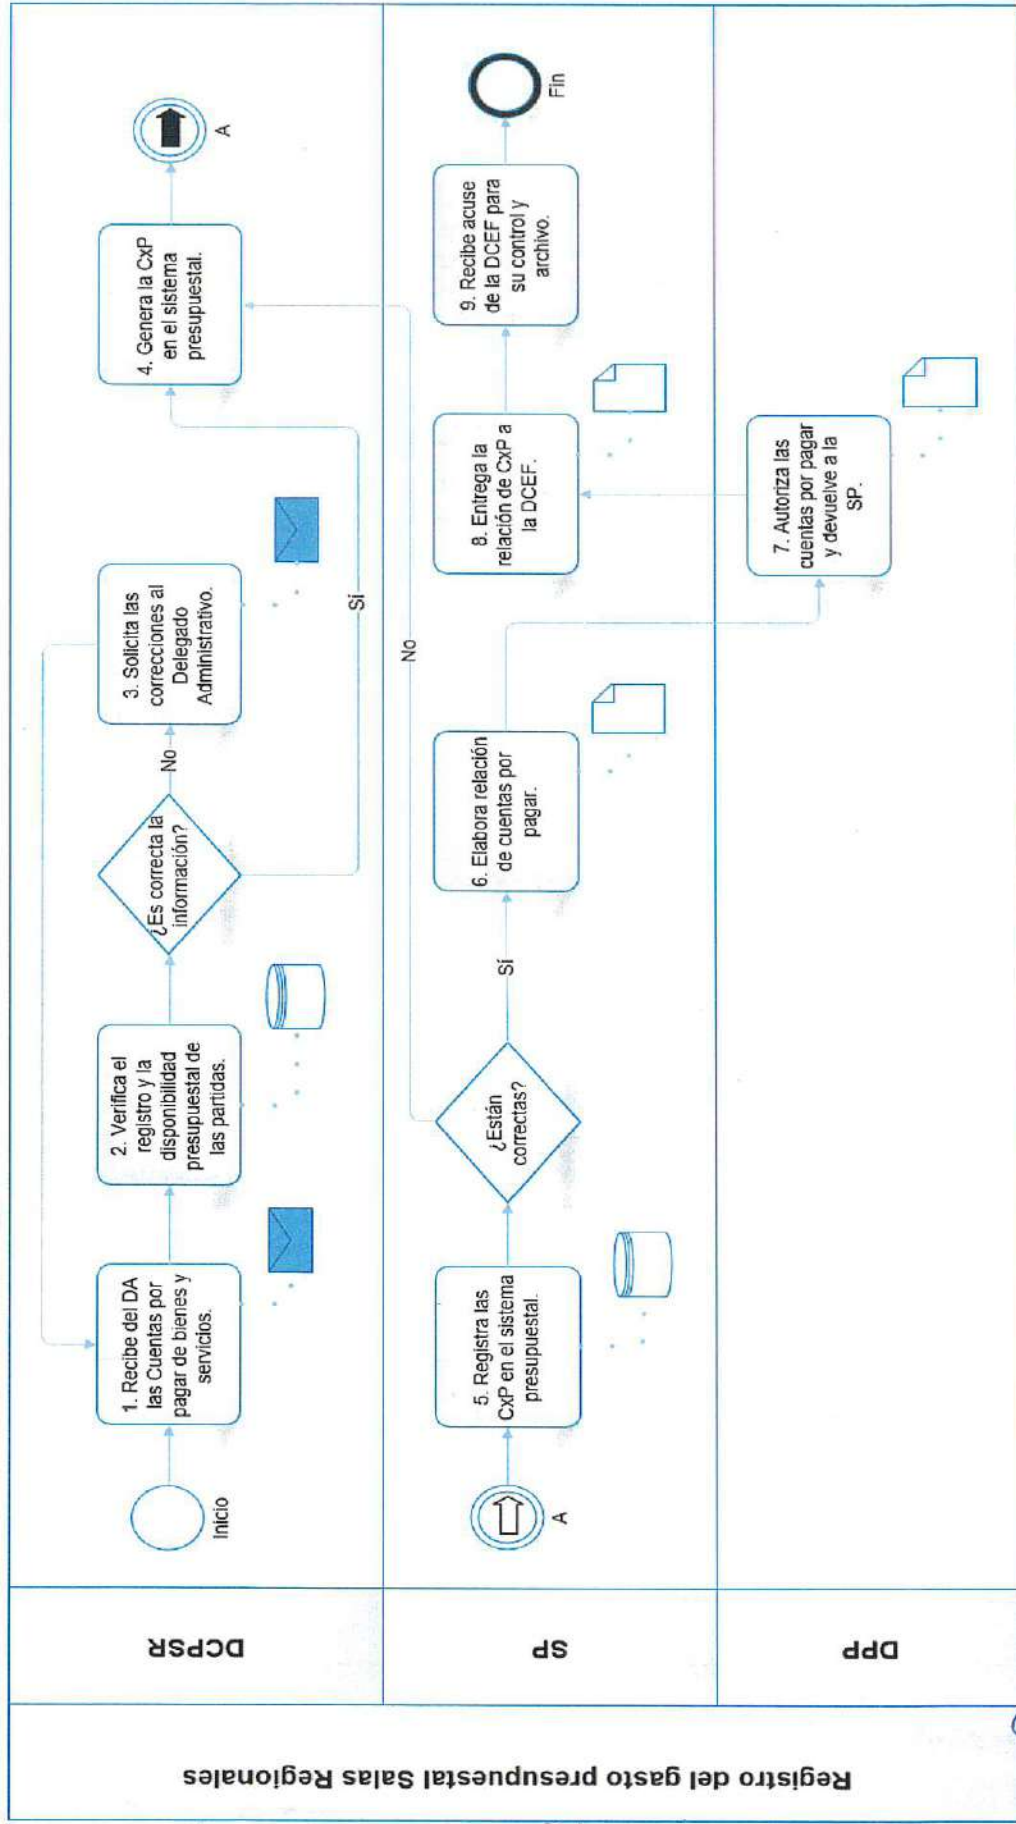 Registro del gasto presupuestal Salas Regionales
DCPSR
Inicio
1. Recibe del DA
las Cuentas por
pagar de bienes y
servicios.
2. Verifica el
registro y la
disponibilidad
presupuestal de
las partidas.
¿Es correcta la
información?
No
Sí
3. Solicita las
correcciones al
Delegado
Administrativo.
4. Genera la CxP
en el sistema
presupuestal.
A
SP
A
5. Registra las
CxP en el sistema
presupuestal.
¿Están
correctas?
No
Sí
6. Elabora relación
de cuentas por
pagar.
8. Entrega la
relación de CxP a
la DCEF.
9. Recibe acuse
de la DCEF para
su control y
archivo.
Fin
DPP
7. Autoriza las
cuentas por pagar
y devuelve a la
SP.